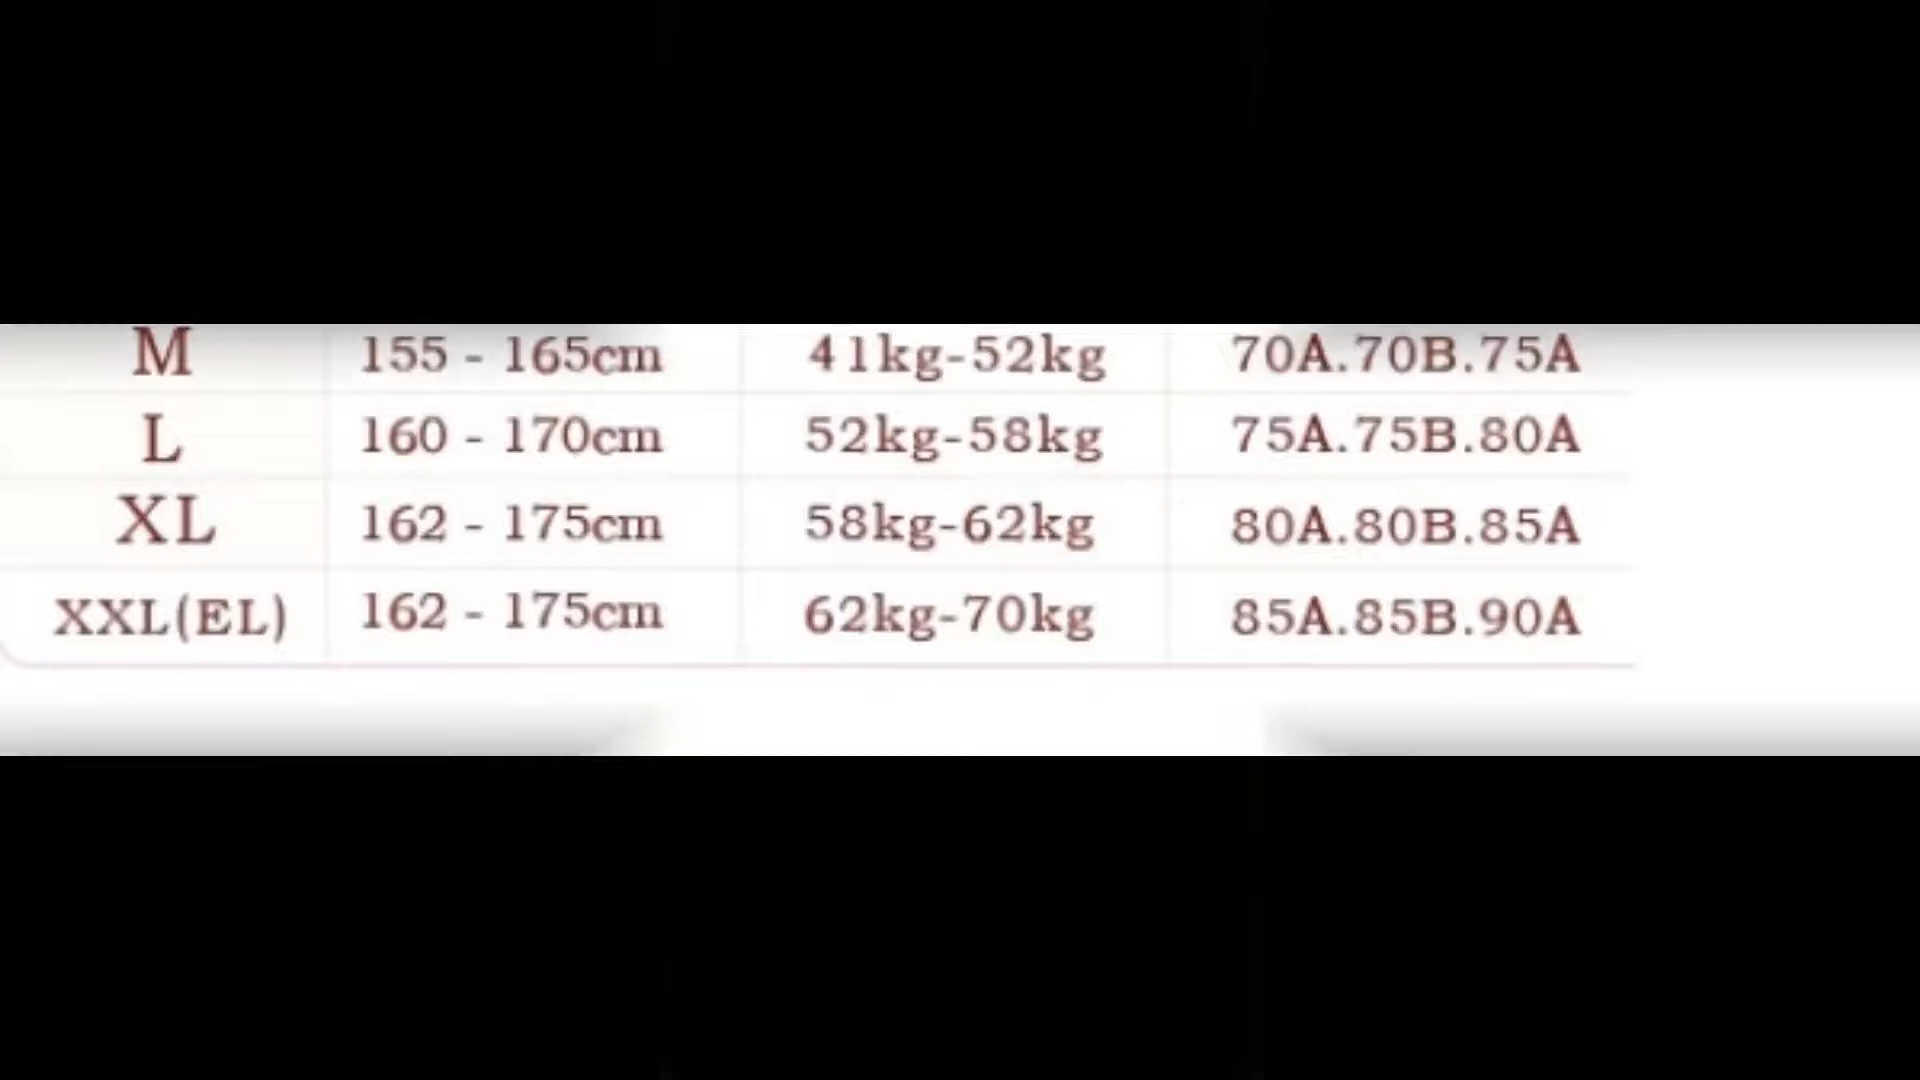 M 155 - 165cm 41kg-52kg 70A.70B.75A
L 160 - 170cm 52kg-58kg 75A.75B.80A
XL 162 - 175cm 58kg-62kg 80A.80B.85A
XXL(EL) 162 - 175cm 62kg-70kg 85A.85B.90A